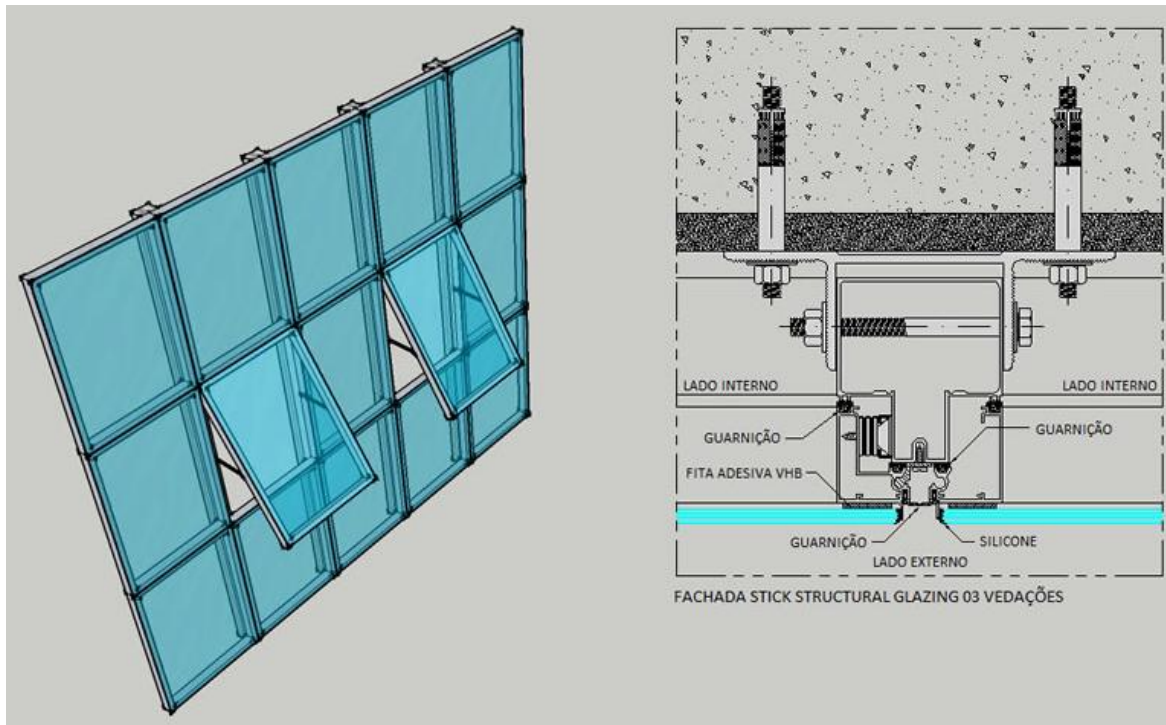 LADO INTERNO
LADO INTERNO
GUARNIÇÃO
GUARNIÇÃO
FITA ADESIVA VHB
GUARNIÇÃO
SILICONE
LADO EXTERNO
FACHADA STICK STRUCTURAL GLAZING 03 VEDAÇÕES